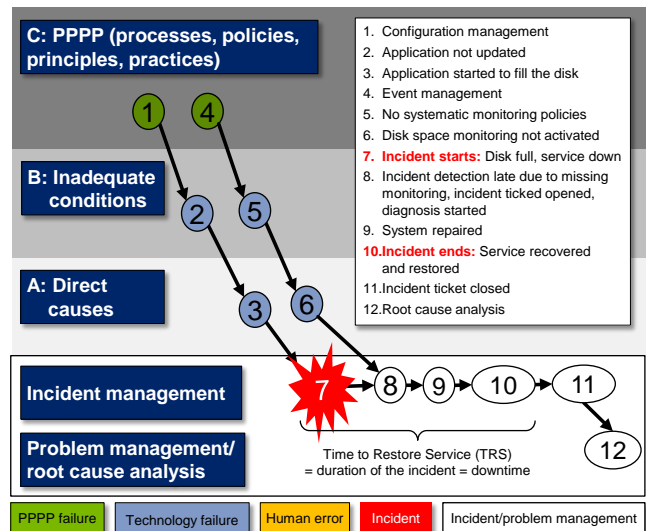 C: PPPP (processes, policies,
principles, practices)
1. Configuration management
2. Application not updated
3. Application started to fill the disk
4. Event management
5. No systematic monitoring policies
6. Disk space monitoring not activated
7. Incident starts: Disk full, service down
8. Incident detection late due to missing
monitoring, incident ticked opened,
diagnosis started
9. System repaired
10.Incident ends: Service recovered
and restored
11.Incident ticket closed
12.Root cause analysis
1
4
B: Inadequate
conditions
2
5
A: Direct
causes
3
6
Incident management
7
8
9
10
11
12
Problem management/
root cause analysis
Time to Restore Service (TRS)
= duration of the incident = downtime
PPPP failure
Technology failure
Human error
Incident
Incident/problem management